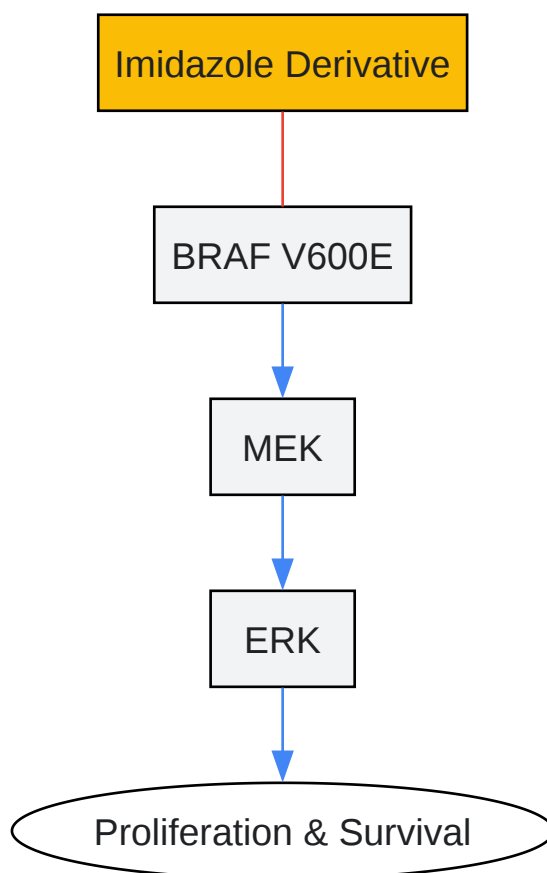 Imidazole Derivative
BRAF V600E
MEK
ERK
Proliferation & Survival